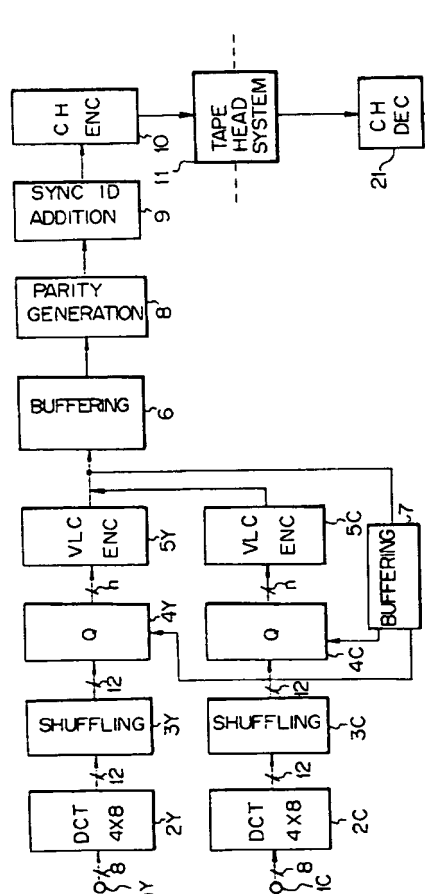 8
Y
DCT
4X8
2Y
12
SHUFFLING
3Y
12
Q
4Y
n
VLC
ENC
5Y
BUFFERING
6
PARITY
GENERATION
8
SYNC ID
ADDITION
9
CH
ENC
10
TAPE
HEAD
SYSTEM
11
CH
DEC
21
8
1C
DCT
4X8
2C
12
SHUFFLING
3C
12
Q
4C
n
VLC
ENC
5C
BUFFERING
7